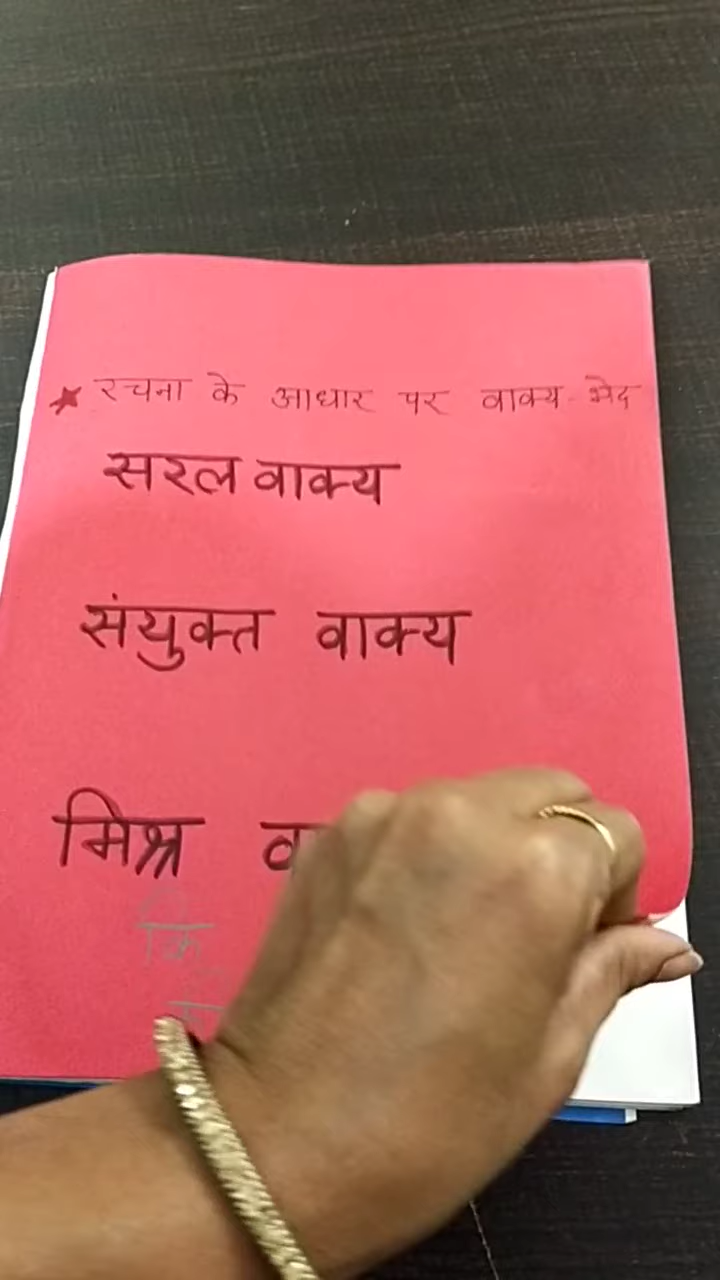 ★ रचना के आधार पर वाक्य-भेद
सरल वाक्य
संयुक्त वाक्य
मिश्र
कि